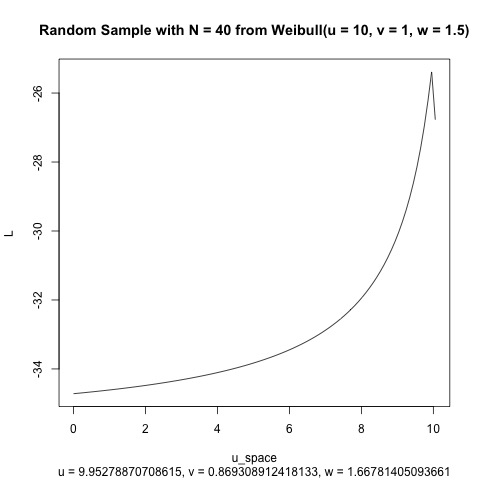 Random Sample with N = 40 from Weibull(u = 10, v = 1, w = 1.5)
-26
-28
-30
-32
-34
L
0 2 4 6 8 10
u_space
u = 9.95278870708615, v = 0.869308912418133, w = 1.66781405093661